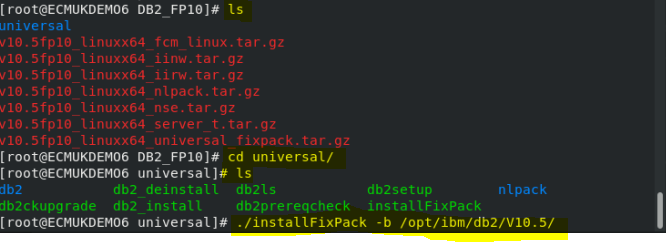 [root@ECMUKDEMO6 DB2_FP10]# ls
universal
v10.5fp10_linuxx64_fcm_linux.tar.gz
v10.5fp10_linuxx64_iinw.tar.gz
v10.5fp10_linuxx64_iirw.tar.gz
v10.5fp10_linuxx64_nlpack.tar.gz
v10.5fp10_linuxx64_nse.tar.gz
v10.5fp10_linuxx64_server_t.tar.gz
v10.5fp10_linuxx64_universal_fixpack.tar.gz
[root@ECMUKDEMO6 DB2_FP10]# cd universal/
[root@ECMUKDEMO6 universal]# ls
db2 db2_deinstall db2ls db2setup nlpack
db2ckupgrade db2_install db2prereqcheck installFixPack
[root@ECMUKDEMO6 universal]# ./installFixPack -b /opt/ibm/db2/V10.5/